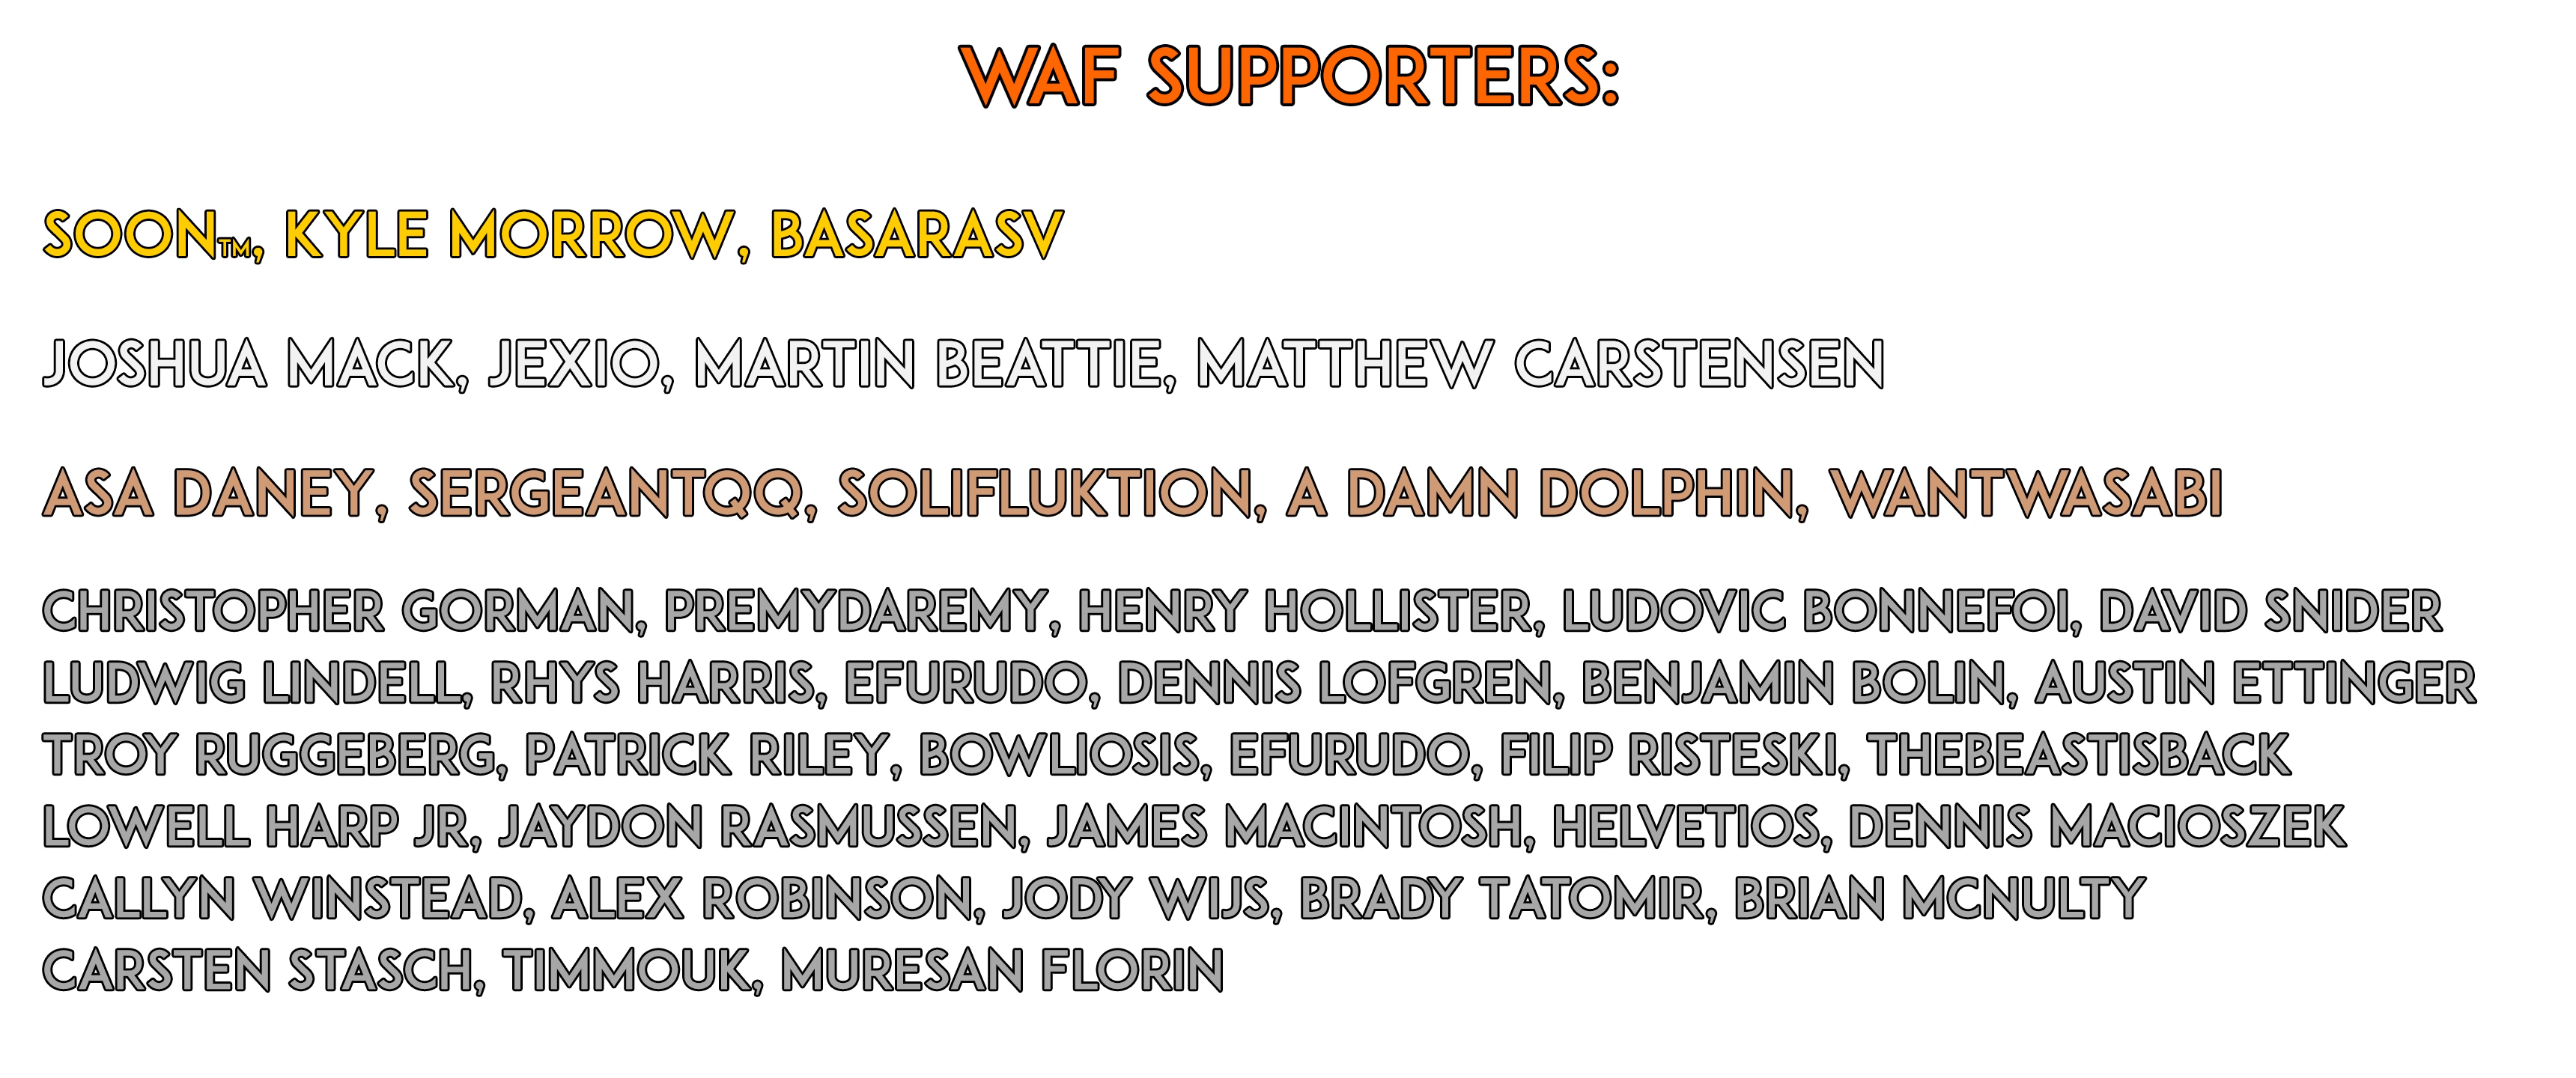 WAF SUPPORTERS:
SOON™, KYLE MORROW, BASARASV
JOSHUA MACK, JEXIO, MARTIN BEATTIE, MATTHEW CARSTENSEN
ASA DANEY, SERGEANTQQ, SOLIFLUKTION, A DAMN DOLPHIN, WANTWASABI
CHRISTOPHER GORMAN, PREMYDAREMY, HENRY HOLLISTER, LUDOVIC BONNEFOI, DAVID SNIDER
LUDWIG LINDELL, RHYS HARRIS, EFURUDO, DENNIS LOFGREN, BENJAMIN BOLIN, AUSTIN ETTINGER
TROY RUGGEBERG, PATRICK RILEY, BOWLIOSIS, EFURUDO, FILIP RISTESKI, THEBEASTISBACK
LOWELL HARP JR, JAYDON RASMUSSEN, JAMES MACINTOSH, HELVETIOS, DENNIS MACIOSZEK
CALLYN WINSTEAD, ALEX ROBINSON, JODY WIJS, BRADY TATOMIR, BRIAN MCNULTY
CARSTEN STASCH, TIMMOUK, MURESAN FLORIN